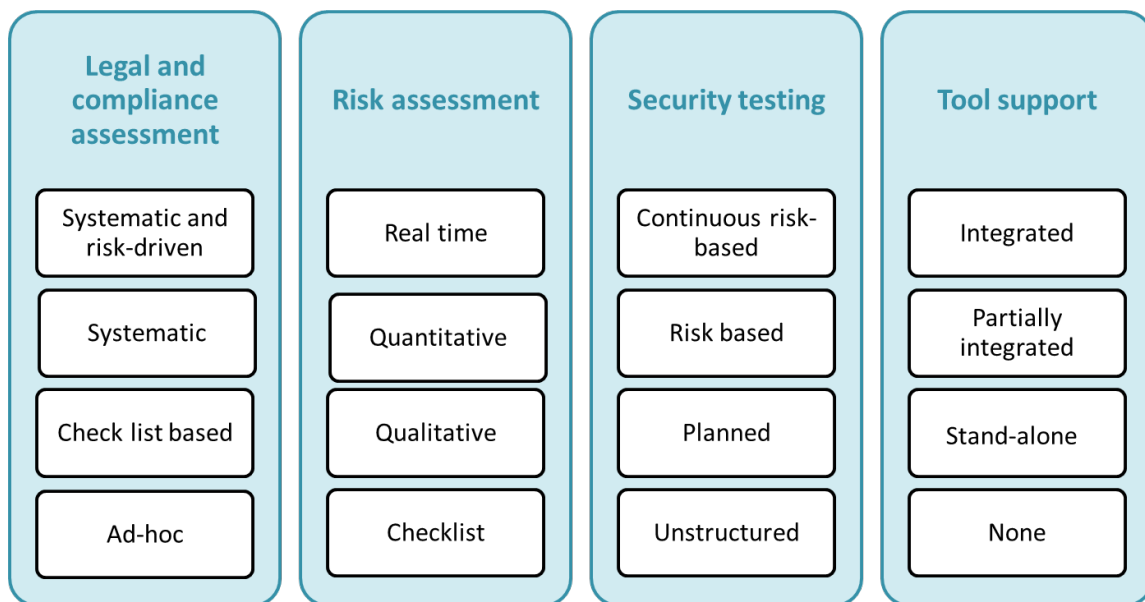 Legal and
compliance
assessment
Systematic and
risk-driven
Systematic
Check list based
Ad-hoc
Risk assessment
Real time
Quantitative
Qualitative
Checklist
Security testing
Continuous risk-
based
Risk based
Planned
Unstructured
Tool support
Integrated
Partially
integrated
Stand-alone
None